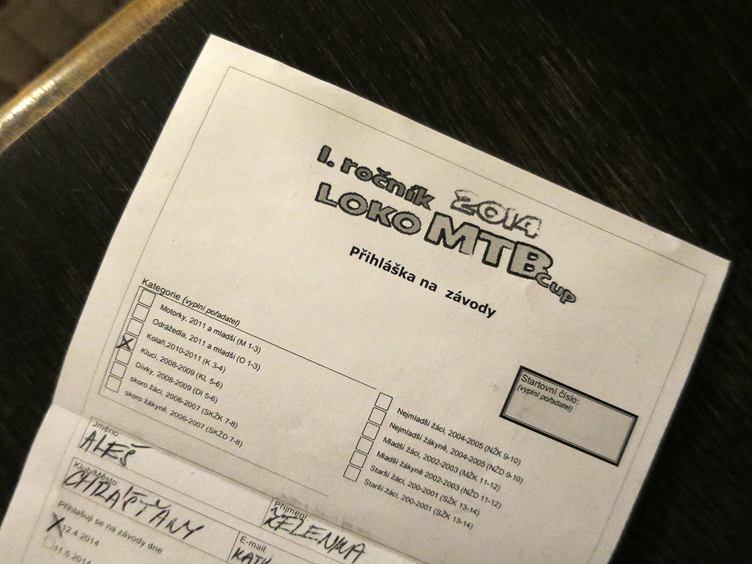 I. ročník 2014
LOKO MTB Cup
Přihláška na závody
Kategorie (vyplní pořadatel)
Motorky, 2011 a mladší (M 1-3)
Odrážedla, 2011 a mladší (O 1-3)
Kolaři,2010-2011 (K 3-4)
Kluci, 2008-2009 (KL 5-6)
Dívky, 2008-2009 (DI 5-6)
skoro žáci, 2006-2007 (SKŽK 7-8)
skoro žákyně, 2006-2007 (SKŽD 7-8)
Nejmladší žáci, 2004-2005 (NŽK 9-10)
Nejmladší žákyně, 2004-2005 (NŽD 9-10)
Mladší žáci, 2002-2003 (MŽK 11-12)
Mladší žákyně 2002-2003 (NŽD 11-12)
Starší žáci, 200-2001 (SŽK 13-14)
Starší žáci, 200-2001 (SŽK 13-14)
Startovní číslo:
(vyplní pořadatel)
Jméno
ALEŠ
Příjmení
ZELENKA
Klub/Město
CHRÁŠŤANY
E-mail
Přihlašuji se na závody dne
X 12.4.2014
11.5.2014